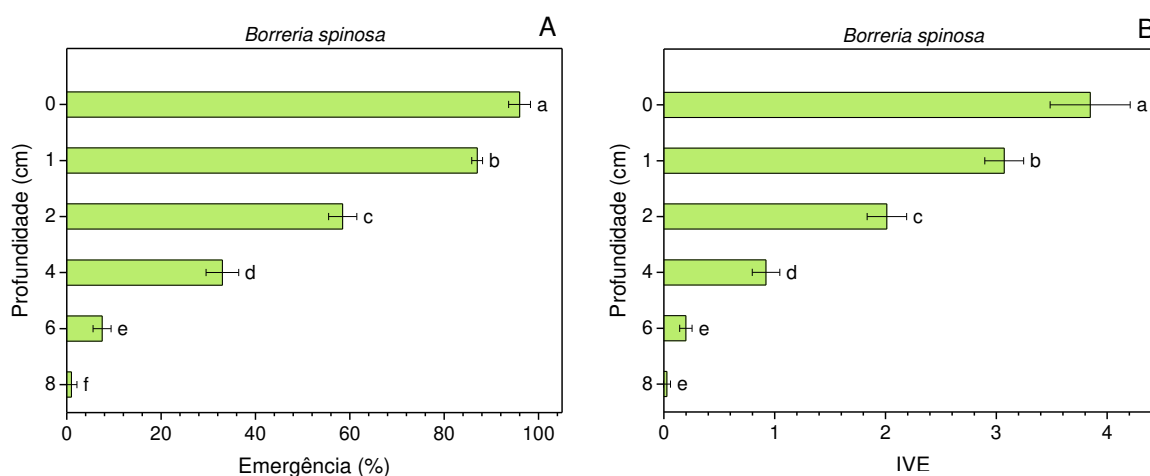 Borreria spinosa
A
Profundidade (cm)
0
a
1
b
2
c
4
d
6
e
8
f
0 20 40 60 80 100
Emergência (%)
Borreria spinosa
B
Profundidade (cm)
0
a
1
b
2
c
4
d
6
e
8
e
0 1 2 3 4
IVE